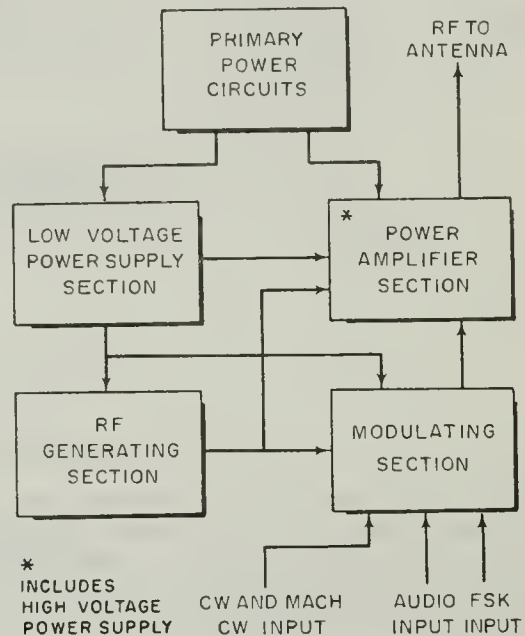 PRIMARY
POWER
CIRCUITS
RF TO
ANTENNA
LOW VOLTAGE
POWER SUPPLY
SECTION
*
POWER
AMPLIFIER
SECTION
RF
GENERATING
SECTION
MODULATING
SECTION
*
INCLUDES
HIGH VOLTAGE
POWER SUPPLY
CW AND MACH
CW INPUT
AUDIO FSK
INPUT INPUT